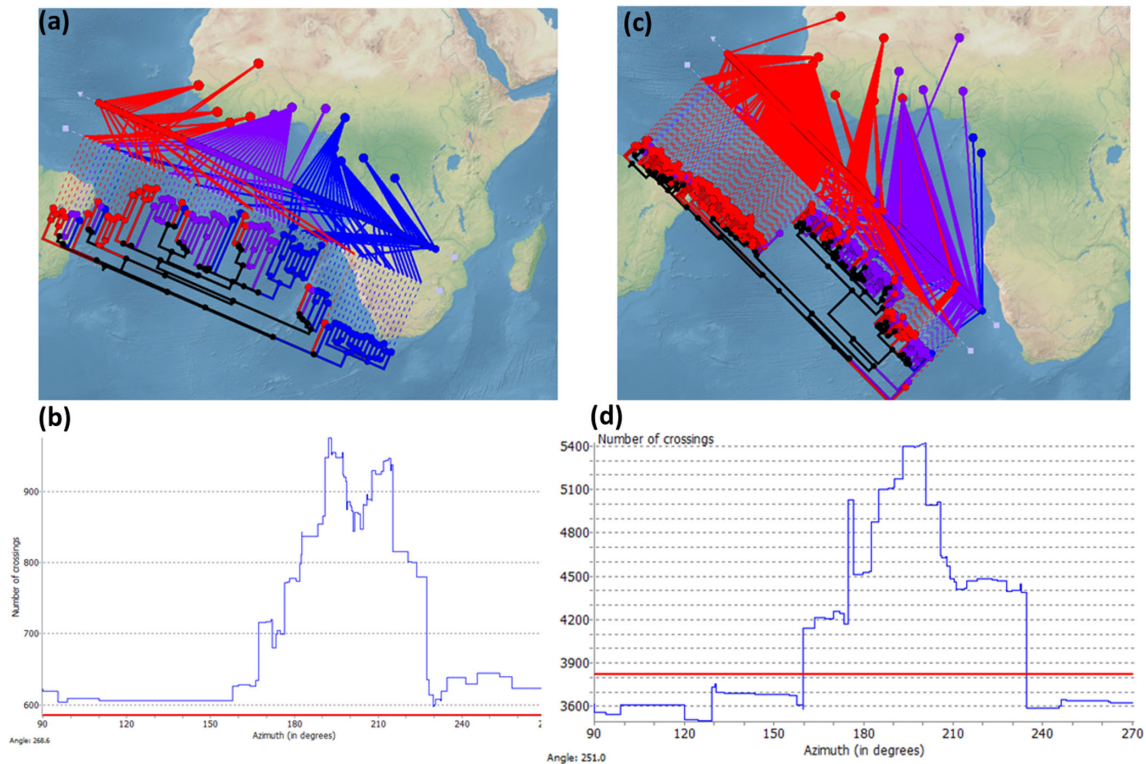 (a)
(c)
(b)
Number of crossings
900
800
700
600
90
120
150
180
210
240
2
Azimuth (in degrees)
Angle: 268.6
(d)
Number of crossings
5400
5100
4800
4500
4200
3900
3600
90
120
150
180
210
240
270
Azimuth (in degrees)
Angle: 251.0